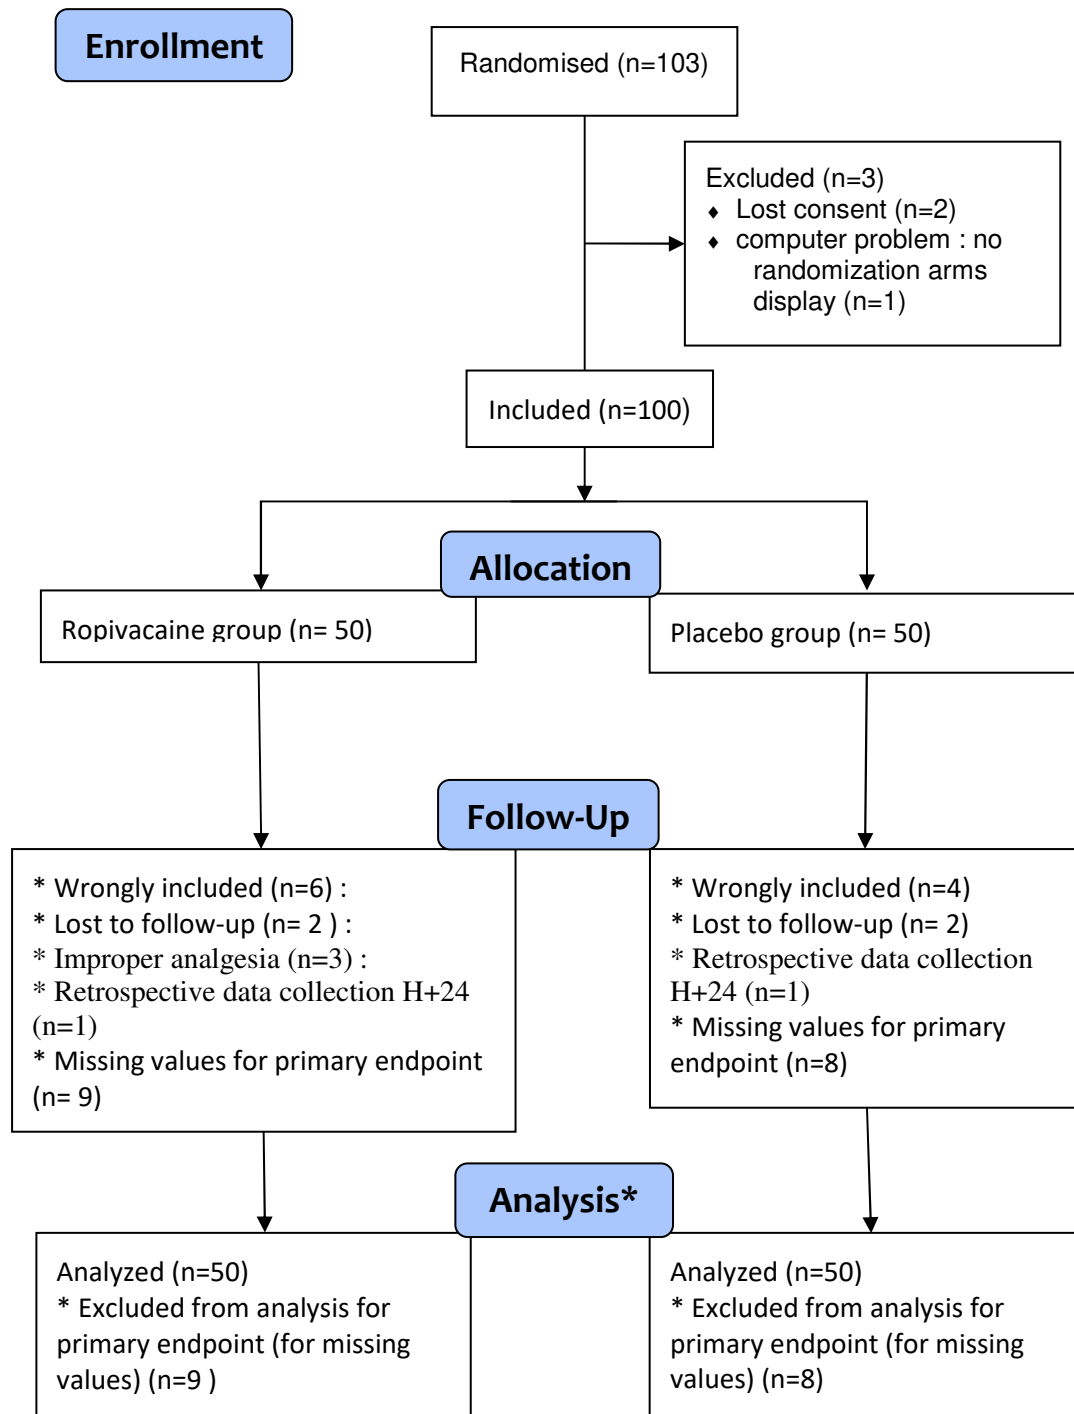 Enrollment
Randomised (n=103)
Excluded (n=3)
♦ Lost consent (n=2)
♦ computer problem : no
randomization arms
display (n=1)
Included (n=100)
Allocation
Ropivacaine group (n= 50)
Placebo group (n= 50)
Follow-Up
* Wrongly included (n=6) :
* Lost to follow-up (n= 2 ) :
* Improper analgesia (n=3) :
* Retrospective data collection H+24
(n=1)
* Missing values for primary endpoint
(n= 9)
* Wrongly included (n=4)
* Lost to follow-up (n= 2)
* Retrospective data collection
H+24 (n=1)
* Missing values for primary
endpoint (n=8)
Analysis*
Analyzed (n=50)
* Excluded from analysis for
primary endpoint (for missing
values) (n=9 )
Analyzed (n=50)
* Excluded from analysis for
primary endpoint (for missing
values) (n=8)